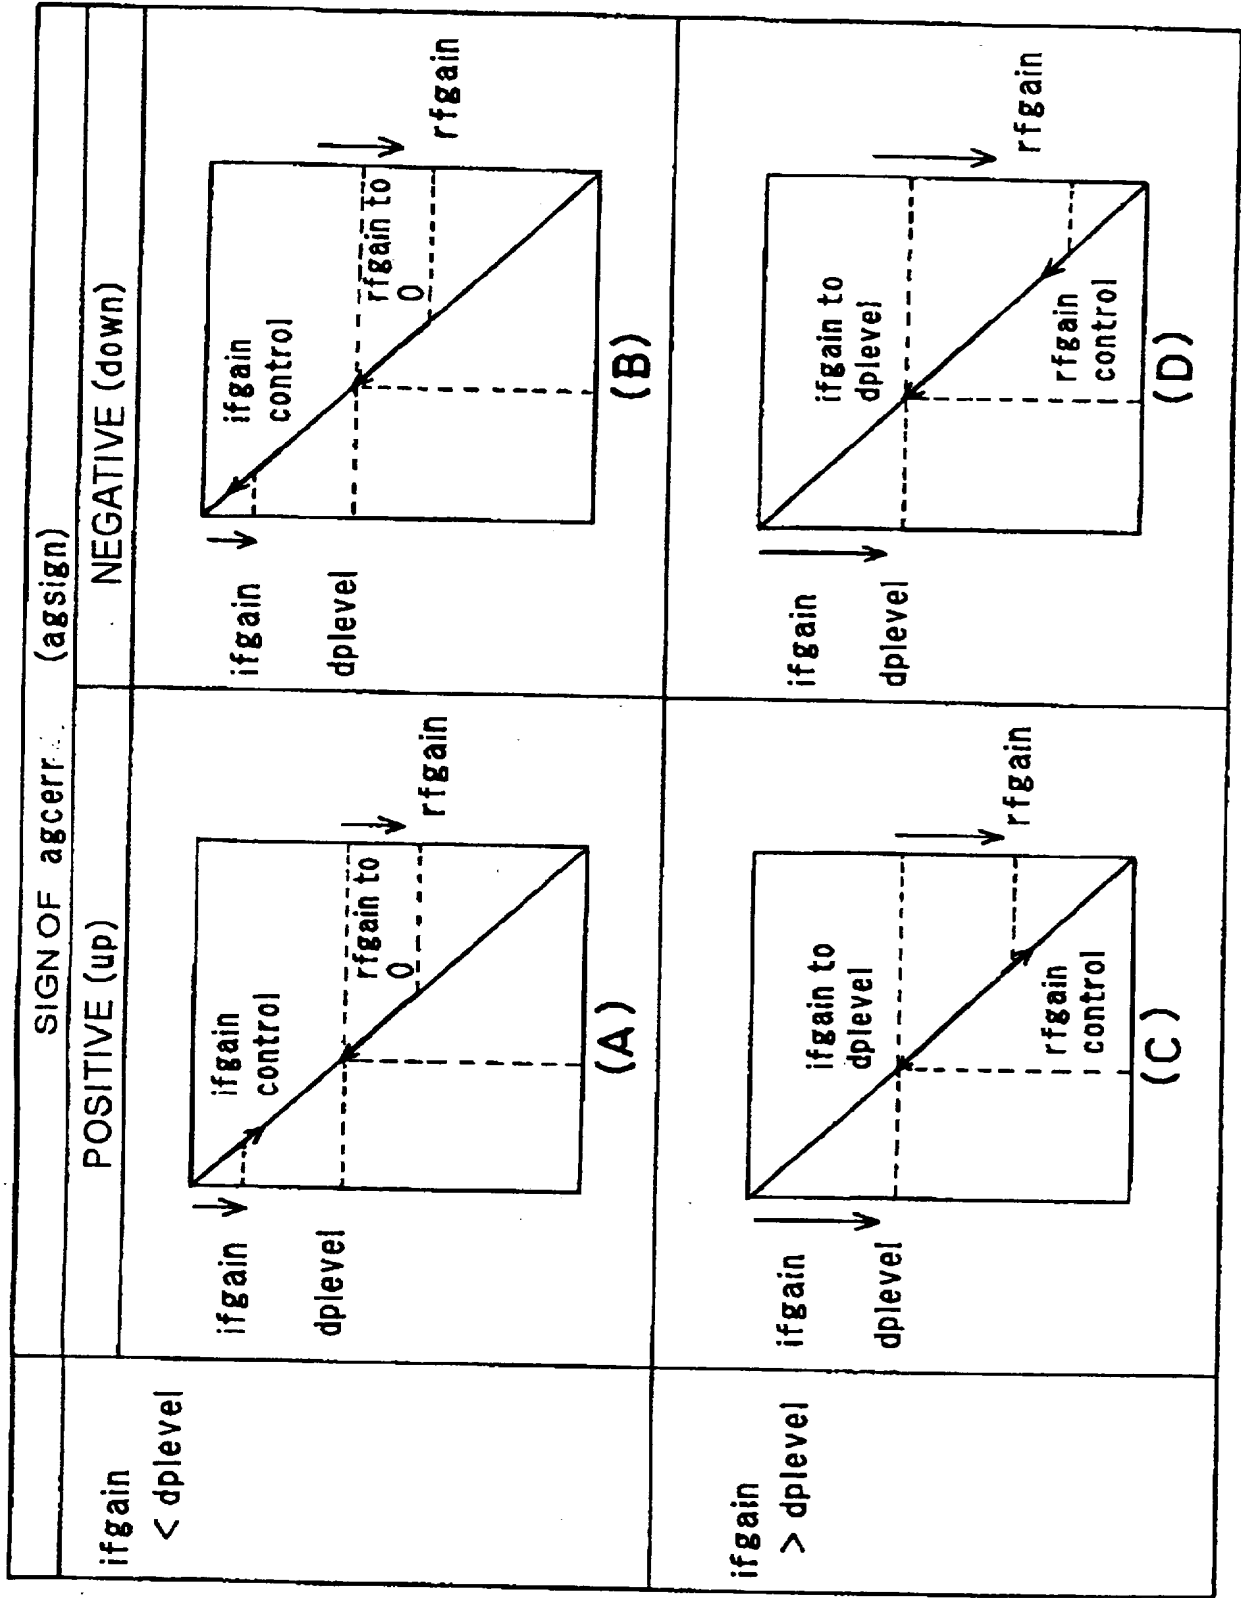 SIGN OF agcerr. (agsign)
POSITIVE (up)
NEGATIVE (down)
ifgain
< dplevel
ifgain
dplevel
ifgain
control
rfgain to
0
rfgain
(A)
ifgain
dplevel
ifgain
control
rfgain to
0
rfgain
(B)
ifgain
> dplevel
ifgain
dplevel
ifgain to
dplevel
rfgain
control
rfgain
(C)
ifgain
dplevel
ifgain to
dplevel
rfgain
control
rfgain
(D)